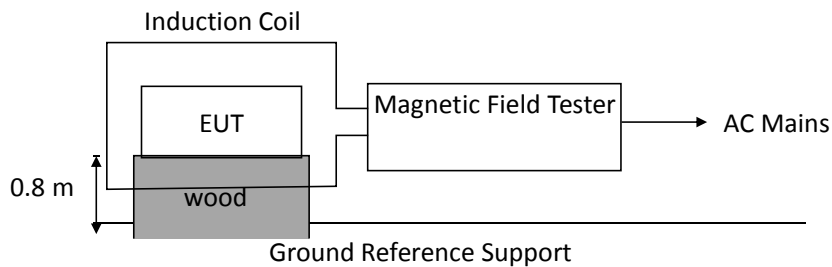 Induction Coil
EUT
Magnetic Field Tester
AC Mains
0.8 m
wood
Ground Reference Support